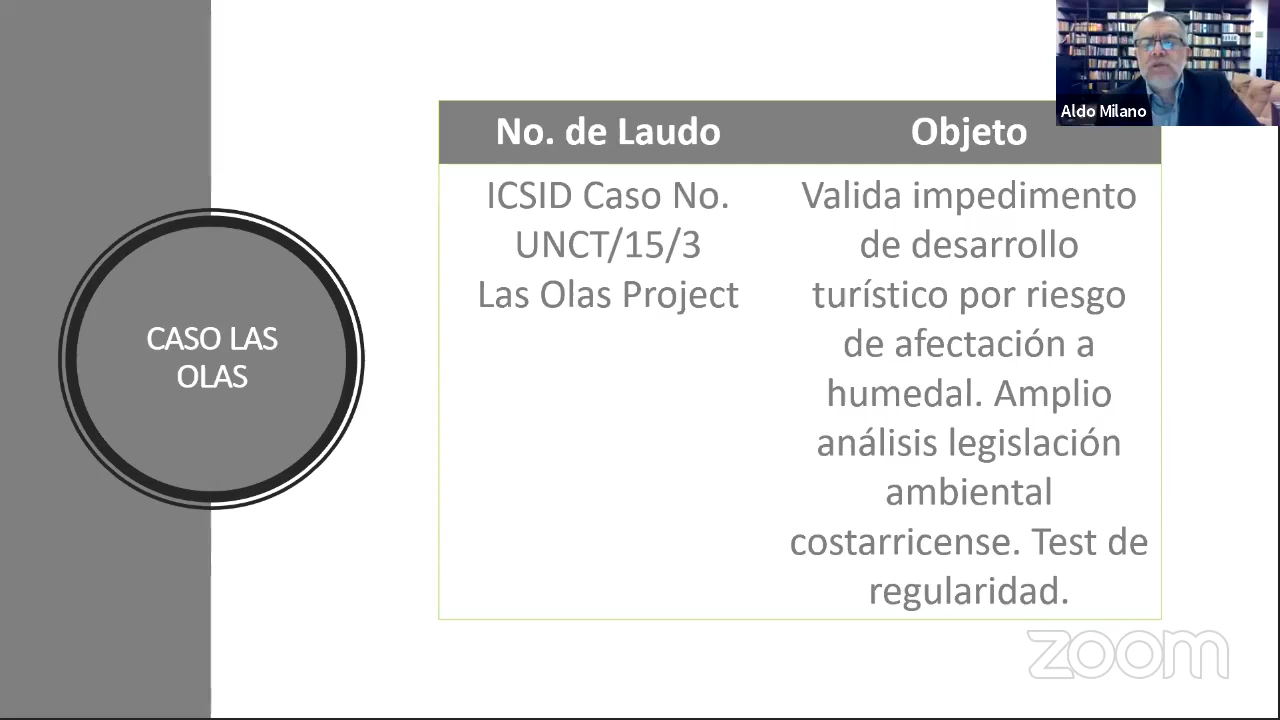 Aldo Milano
CASO LAS
OLAS
No. de Laudo
Objeto
ICSID Caso No.
UNCT/15/3
Las Olas Project
Valida impedimento
de desarrollo
turístico por riesgo
de afectación a
humedal. Amplio
análisis legislación
ambiental
costarricense. Test de
regularidad.
zoom